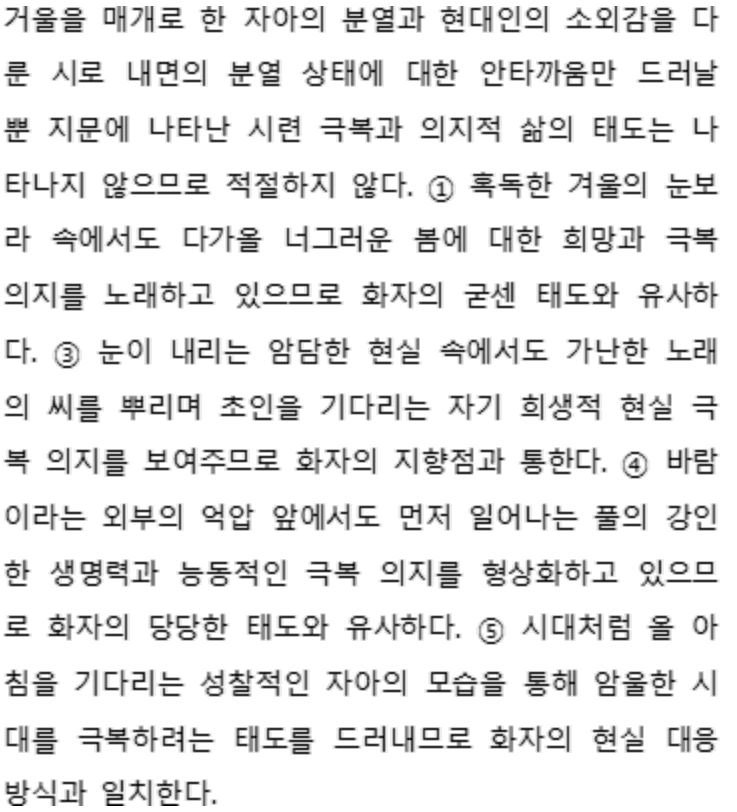 거울을 매개로 한 자아의 분열과 현대인의 소외감을 다
룬 시로 내면의 분열 상태에 대한 안타까움만 드러날
뿐 지문에 나타난 시련 극복과 의지적 삶의 태도는 나
타나지 않으므로 적절하지 않다. ① 혹독한 겨울의 눈보
라 속에서도 다가올 너그러운 봄에 대한 희망과 극복
의지를 노래하고 있으므로 화자의 굳센 태도와 유사하
다. ③ 눈이 내리는 암담한 현실 속에서도 가난한 노래
의 씨를 뿌리며 초인을 기다리는 자기 희생적 현실 극
복 의지를 보여주므로 화자의 지향점과 통한다. ④ 바람
이라는 외부의 억압 앞에서도 먼저 일어나는 풀의 강인
한 생명력과 능동적인 극복 의지를 형상화하고 있으므
로 화자의 당당한 태도와 유사하다. ⑤ 시대처럼 올 아
침을 기다리는 성찰적인 자아의 모습을 통해 암울한 시
대를 극복하려는 태도를 드러내므로 화자의 현실 대응
방식과 일치한다.